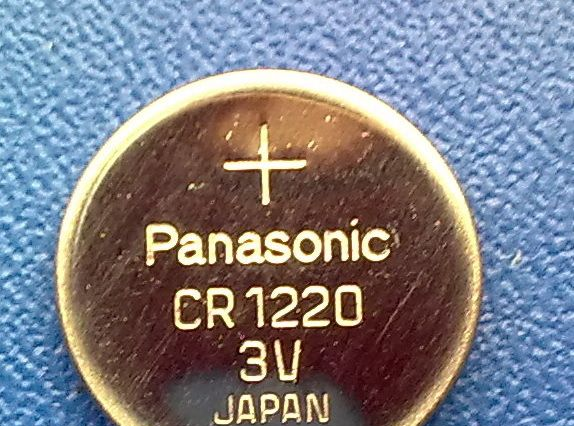 +
Panasonic
CR1220
3V
JAPAN